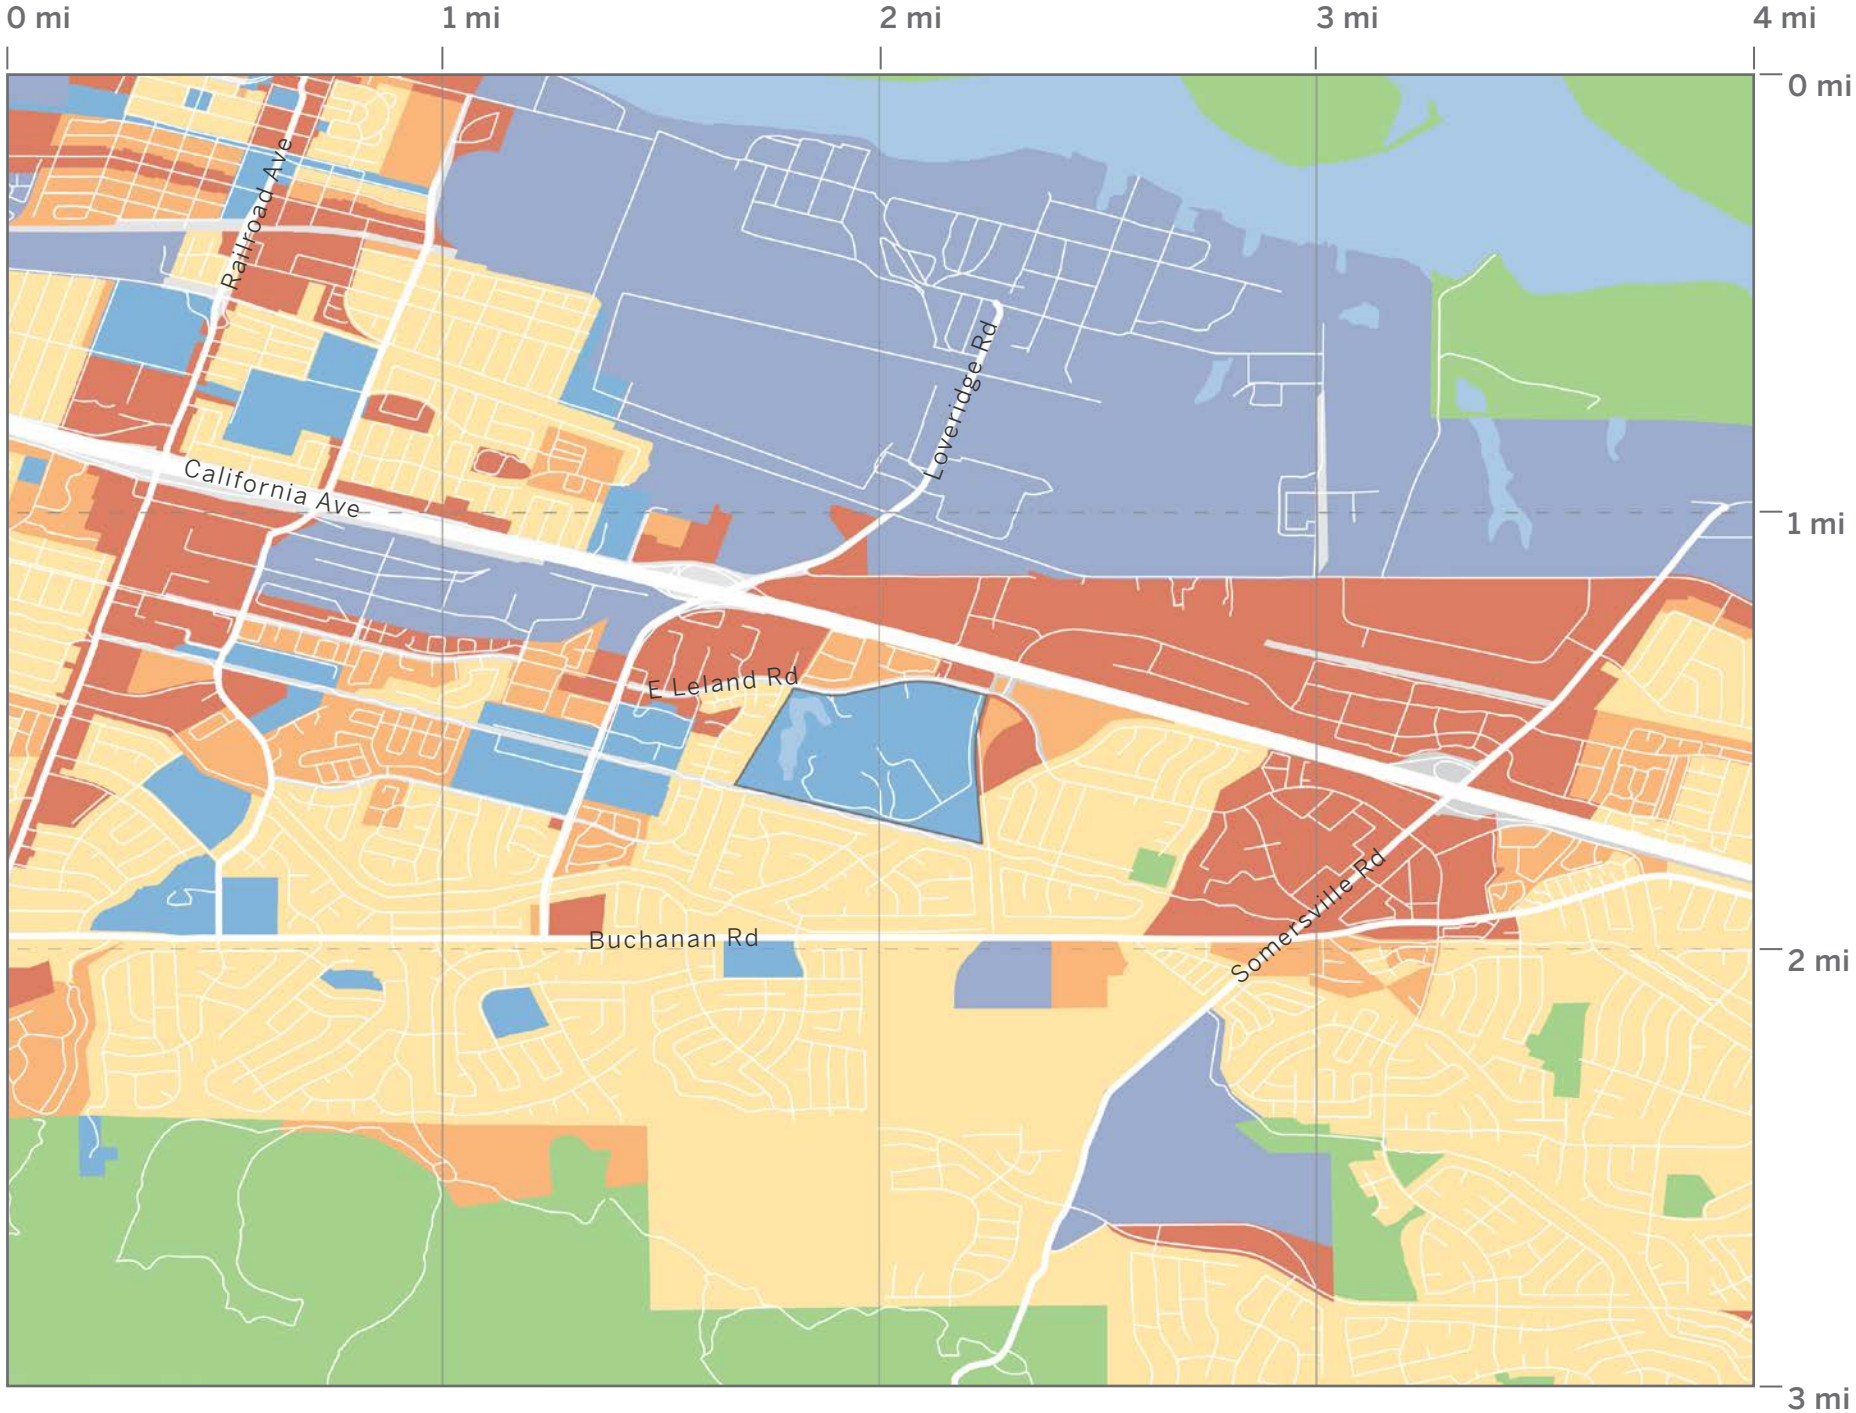 0 mi
1 mi
2 mi
3 mi
4 mi
0 mi
Railroad Ave
Loveridge Rd
California Ave
1 mi
E Leland Rd
Somersville Rd
Buchanan Rd
2 mi
3 mi